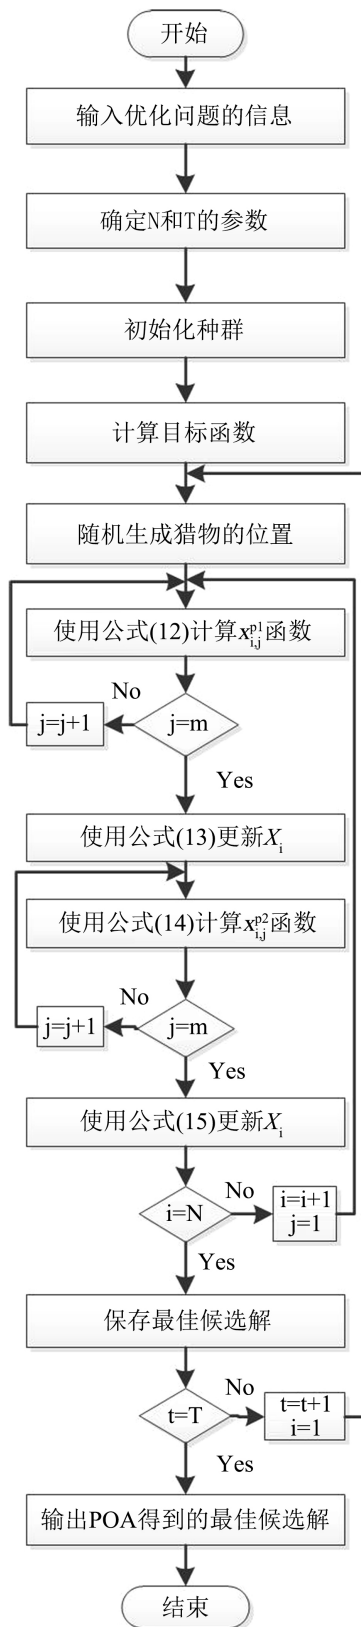 开始
输入优化问题的信息
确定N和T的参数
初始化种群
计算目标函数
随机生成猎物的位置
使用公式(12)计算x_{i,j}^{p1}函数
No
j=j+1
j=m
Yes
使用公式(13)更新X_i
使用公式(14)计算x_{i,j}^{p2}函数
No
j=j+1
j=m
Yes
使用公式(15)更新X_i
i=N
No
i=i+1
j=1
Yes
保存最佳候选解
t=T
No
t=t+1
i=1
Yes
输出POA得到的最佳候选解
结束